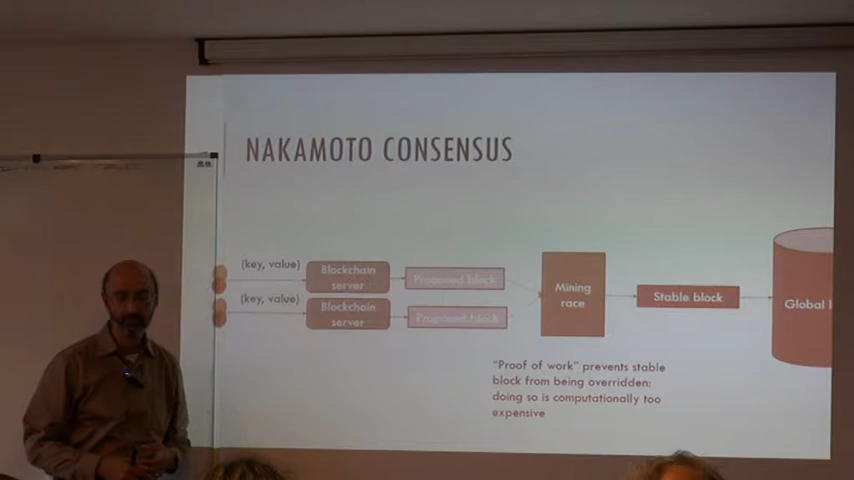 NAKAMOTO CONSENSUS
(key, value)
Blockchain
server
Proposed block
(key, value)
Blockchain
server
Proposed block
Mining
race
Stable block
Global
"Proof of work" prevents stable
block from being overridden:
doing so is computationally too
expensive